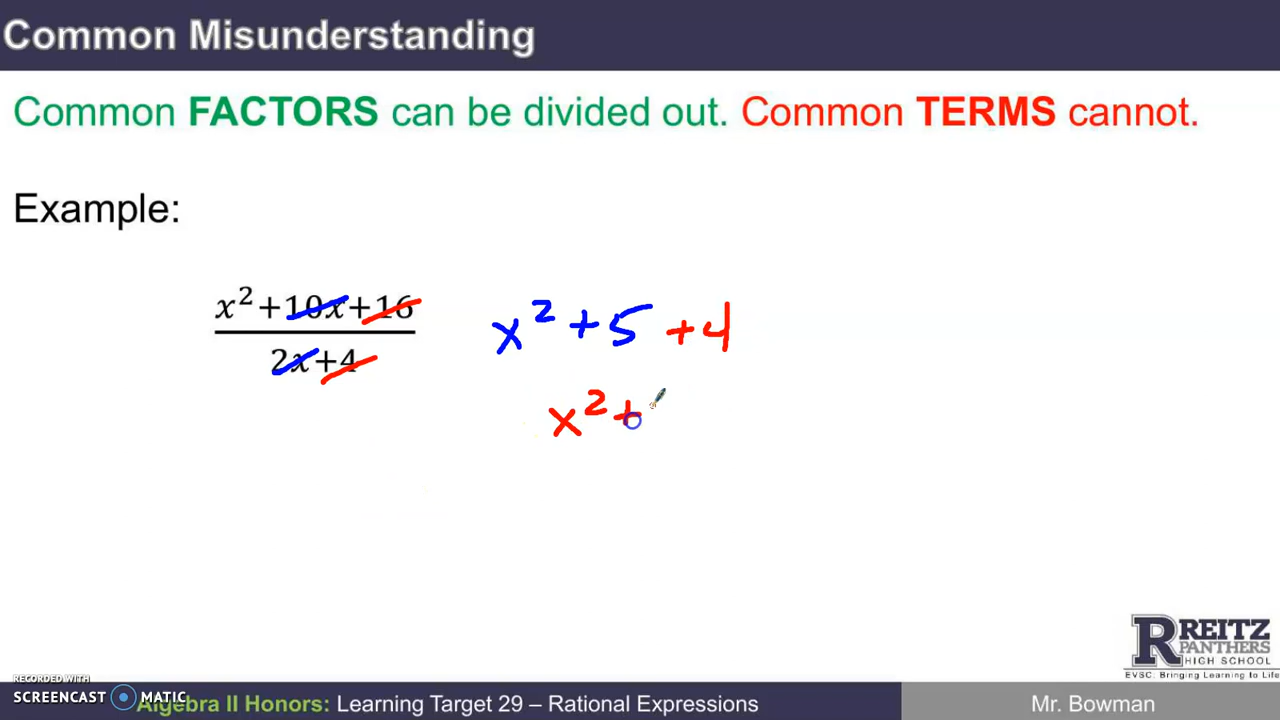 Common Misunderstanding
Common FACTORS can be divided out. Common TERMS cannot.
Example:
x²+10x+16
2x+4
x² +5 +4
x² +
RREITZ
PANTHERS
HIGH SCHOOL
EVSC. Bringing Learning to Life
RECORDED WITH
SCREENCAST MATIC
Algebra II Honors: Learning Target 29 – Rational Expressions
Mr. Bowman